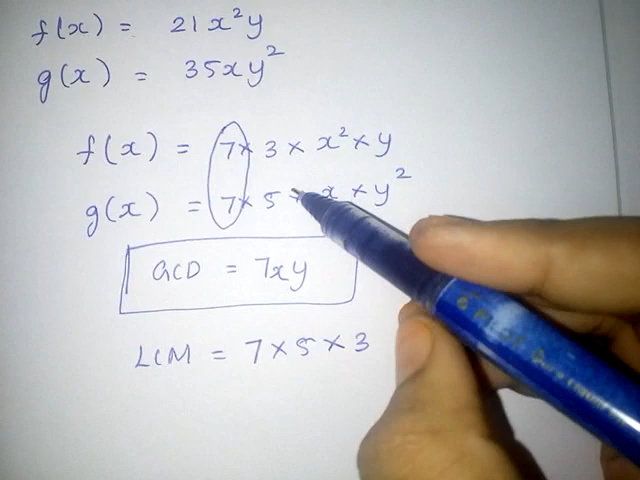 f(x) = 21x²y
g(x) = 35xy²
f(x) = 7 × 3 × x² × y
g(x) = 7 × 5 × x × y²
GCD = 7xy
LCM = 7 × 5 × 3